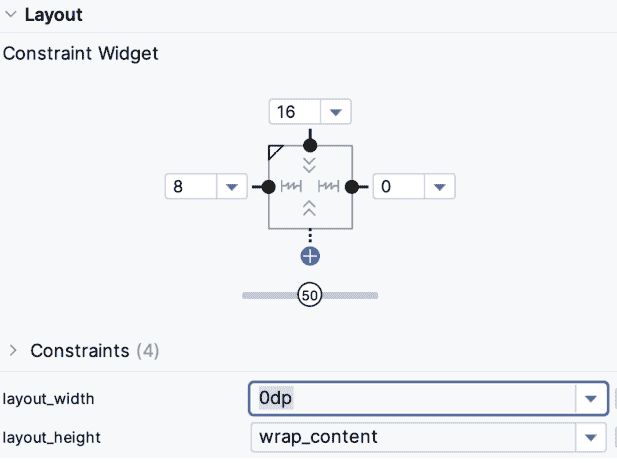 Layout
Constraint Widget
16
8
0
50
Constraints (4)
layout_width
0dp
layout_height
wrap_content